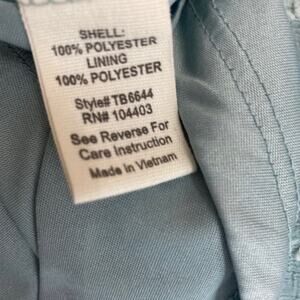 SHELL:
100% POLYESTER
LINING
100% POLYESTER
Style# TB6644
RN# 104403
See Reverse For
Care Instruction
Made in Vietnam